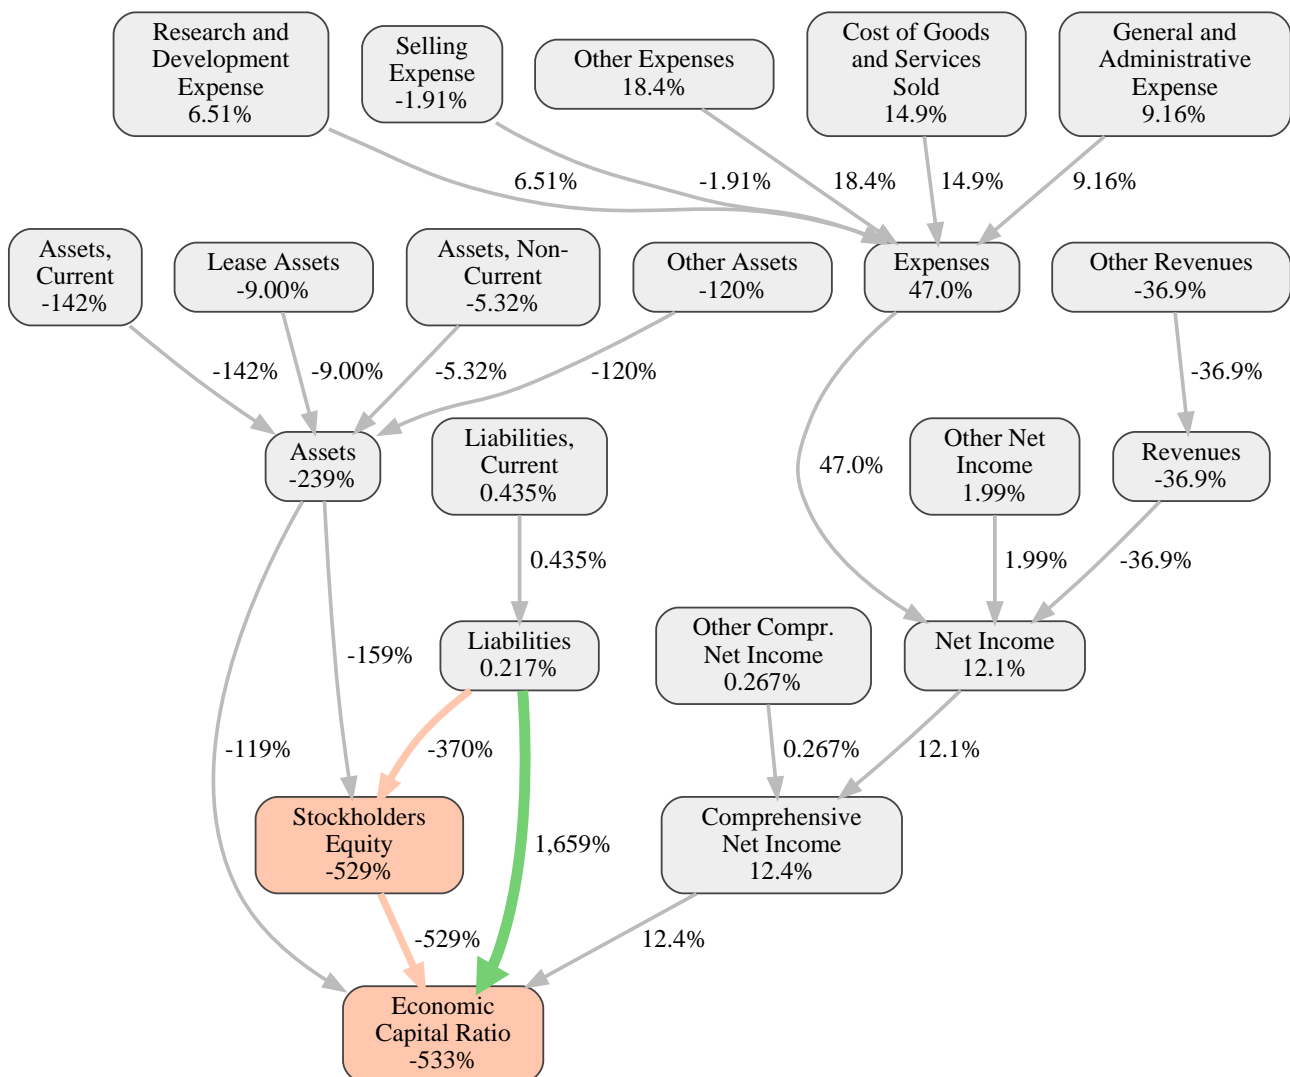 Research and
Development
Expense
6.51%
Selling
Expense
-1.91%
Other Expenses
18.4%
Cost of Goods
and Services
Sold
14.9%
General and
Administrative
Expense
9.16%
6.51%
-1.91%
18.4%
14.9%
9.16%
Assets,
Current
-142%
Lease Assets
-9.00%
Assets, Non-
Current
-5.32%
Other Assets
-120%
Expenses
47.0%
Other Revenues
-36.9%
-142%
-9.00%
-5.32%
-120%
-36.9%
Assets
-239%
Liabilities,
Current
0.435%
47.0%
Other Net
Income
1.99%
Revenues
-36.9%
0.435%
1.99%
-36.9%
-159%
Liabilities
0.217%
Other Compr.
Net Income
0.267%
Net Income
12.1%
-119%
-370%
0.267%
12.1%
Stockholders
Equity
-529%
1,659%
Comprehensive
Net Income
12.4%
-529%
12.4%
Economic
Capital Ratio
-533%